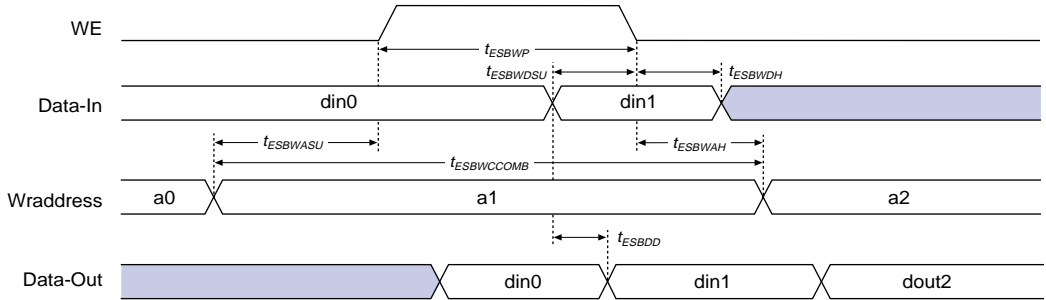 WE
tESBWP
tESBWDSU
tESBWDH
Data-In
din0
din1
tESBWASU
tESBWAH
tESBWCCOMB
Wraddress
a0
a1
a2
tESBDD
Data-Out
din0
din1
dout2